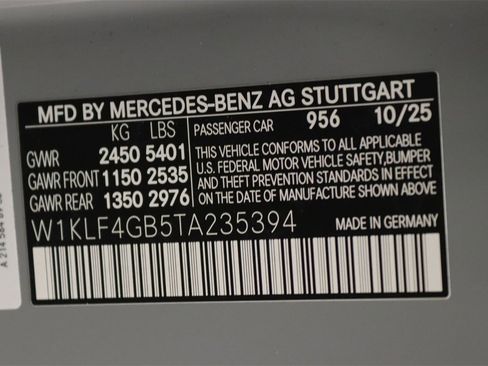 MFD BY MERCEDES-BENZ AG STUTTGART
KG LBS
GVWR 2450 5401
GAWR FRONT 1150 2535
GAWR REAR 1350 2976
PASSENGER CAR 956 10/25
THIS VEHICLE CONFORMS TO ALL APPLICABLE
U.S. FEDERAL MOTOR VEHICLE SAFETY, BUMPER
AND THEFT PREVENTION STANDARDS IN EFFECT
ON THE DATE OF MANUFACTURE SHOWN ABOVE.
W1KLF4GB5TA235394
MADE IN GERMANY
A 214 584